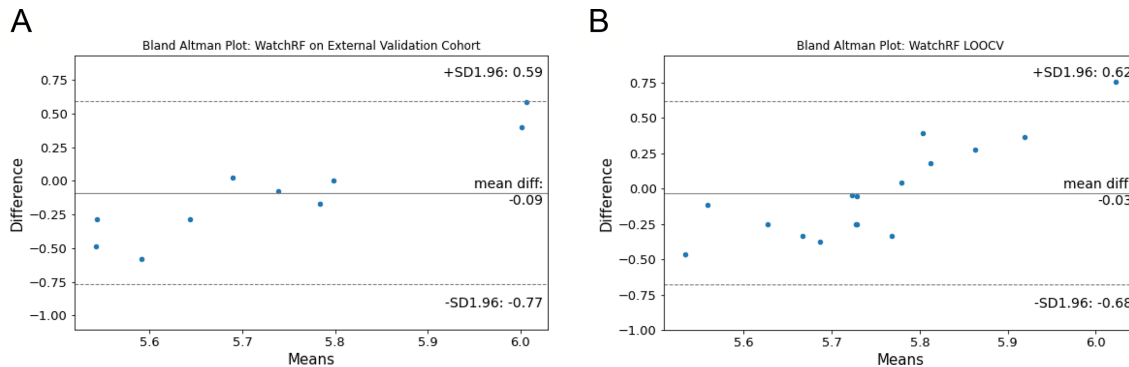 A
Bland Altman Plot: WatchRF on External Validation Cohort
0.75
0.50
0.25
0.00
−0.25
−0.50
−0.75
−1.00
Difference
+SD1.96: 0.59
mean diff:
-0.09
-SD1.96: -0.77
5.6 5.7 5.8 5.9 6.0
Means
B
Bland Altman Plot: WatchRF LOOCV
0.75
0.50
0.25
0.00
−0.25
−0.50
−0.75
−1.00
Difference
+SD1.96: 0.62
mean diff
-0.03
-SD1.96: -0.68
5.6 5.7 5.8 5.9 6.0
Means